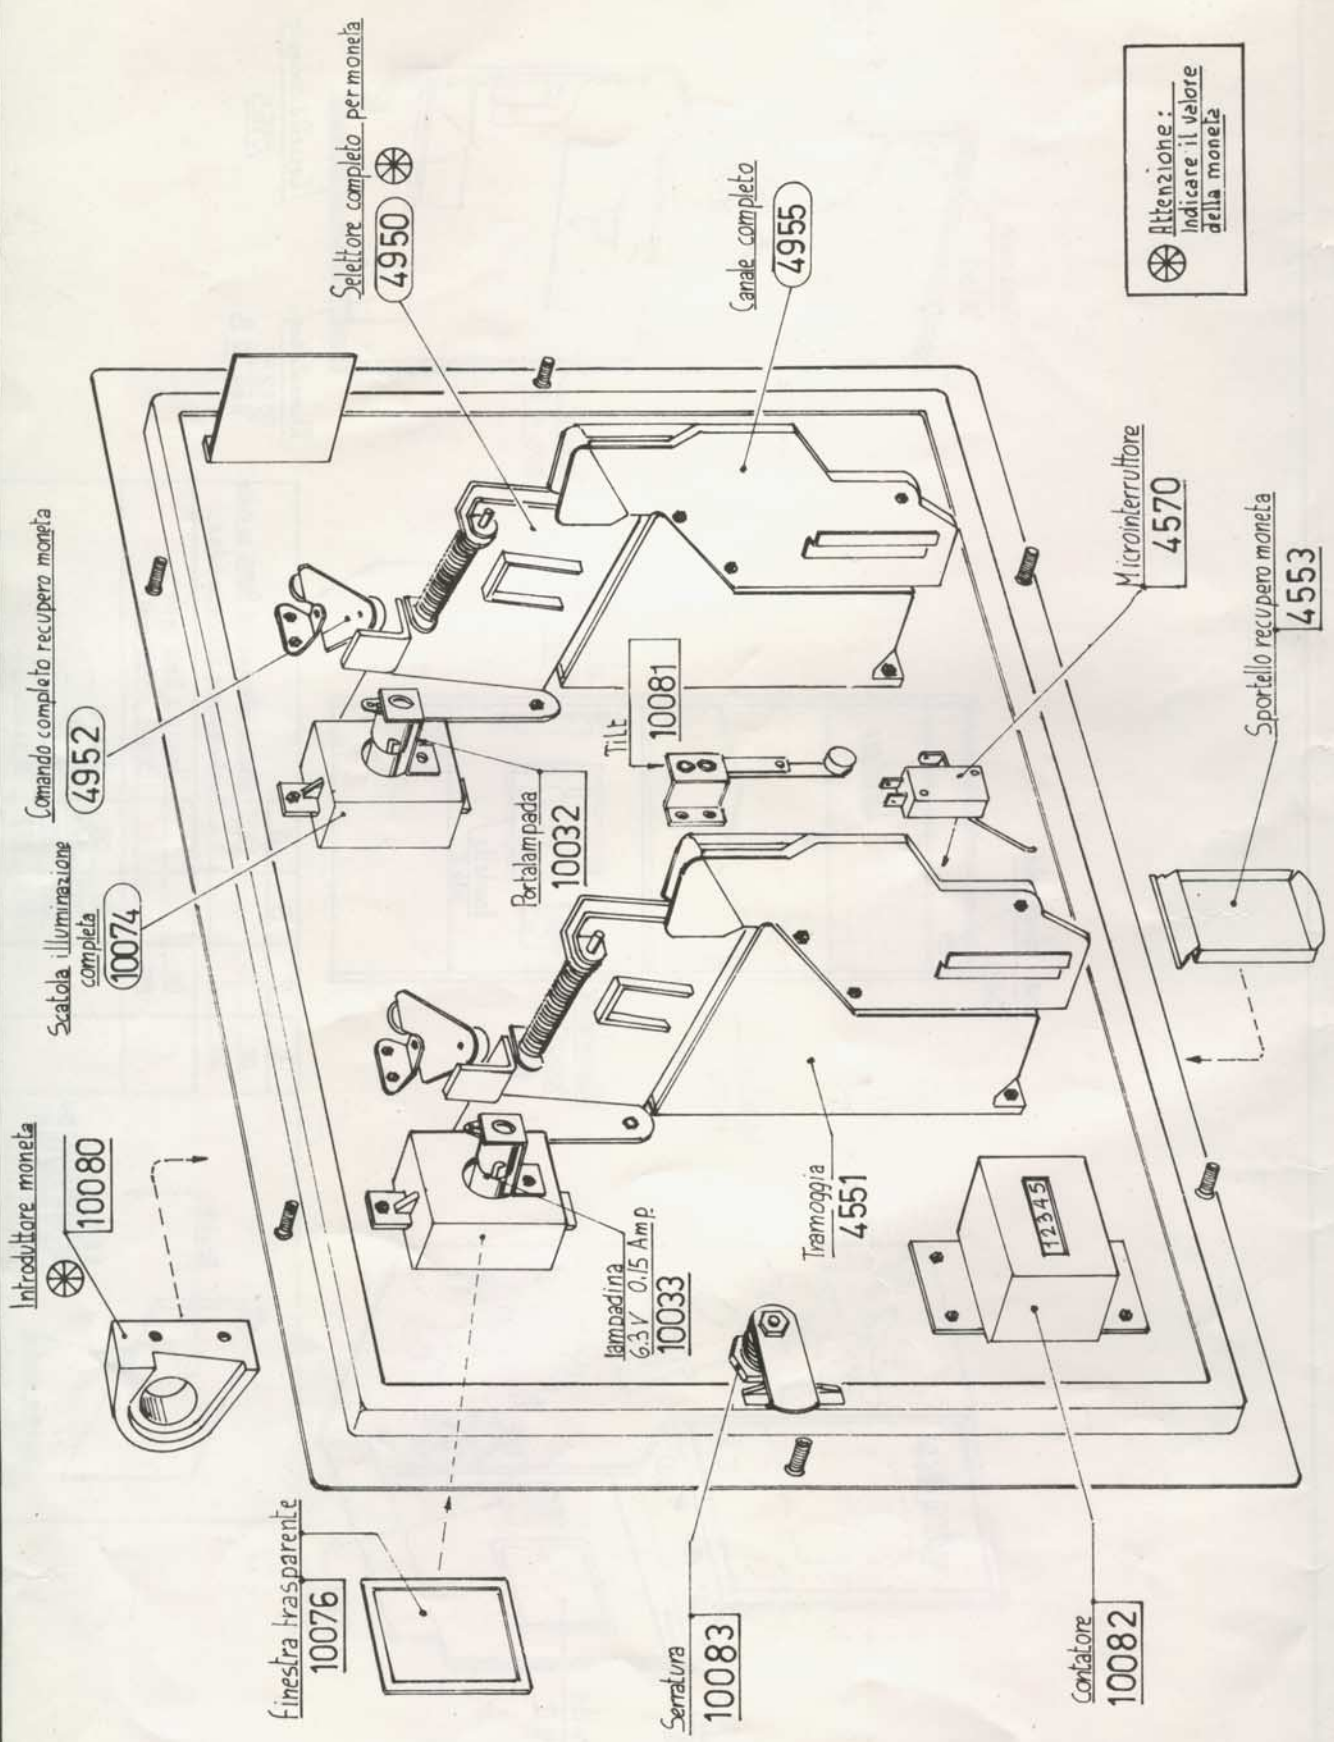 Introduttore moneta
10080
Scatola illuminazione
completa
10074
Comando completo recupero moneta
4952
Selettore completo per moneta
4950
Finestra trasparente
10076
Portalampada
10032
Tilt
10081
Canale completo
4955
lampadina
6.3V 0.15 Amp.
10033
Serratura
10083
Tramoggia
4551
12345
Microinterruttore
4570
Contatore
10082
Sportello recupero moneta
4553
Attenzione:
Indicare il valore
della moneta